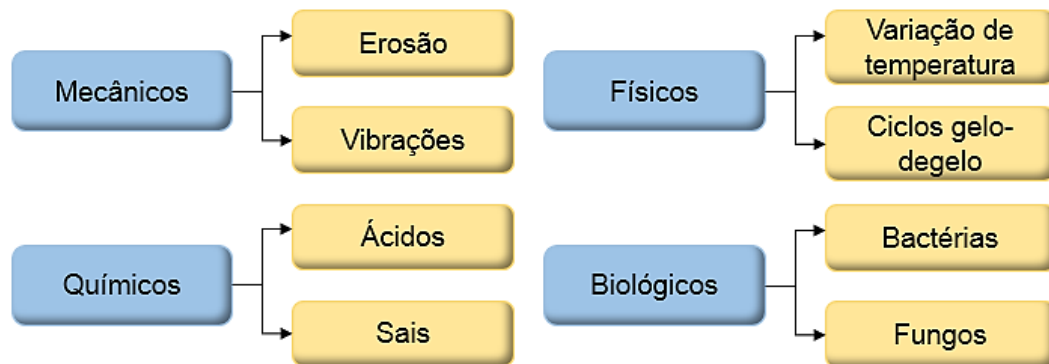 Mecânicos
Erosão
Vibrações
Físicos
Variação de
temperatura
Ciclos gelo-
degelo
Químicos
Ácidos
Sais
Biológicos
Bactérias
Fungos